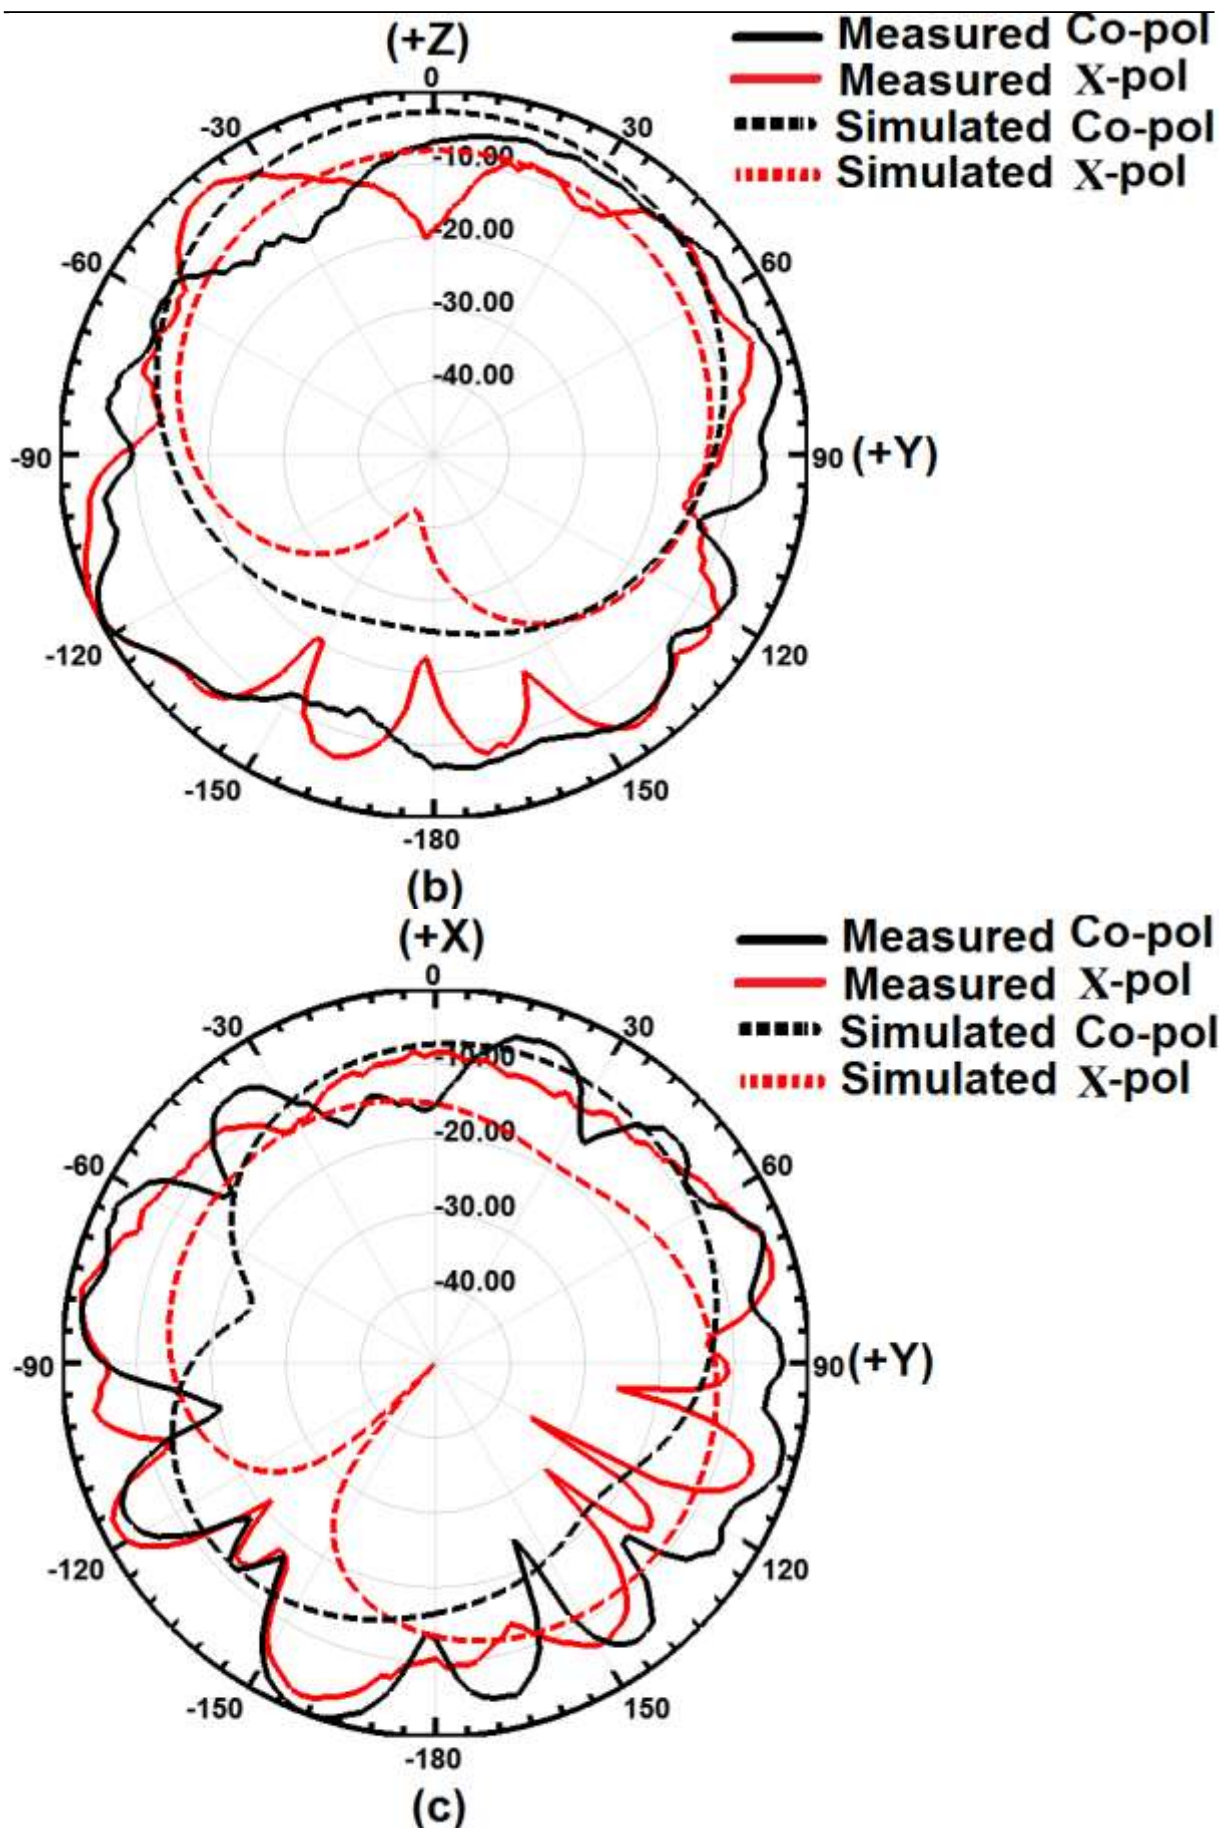 (+Z)
Measured Co-pol
Measured X-pol
Simulated Co-pol
Simulated X-pol
0
-30
30
-10.90
-60
60
-20.00
-30.00
-40.00
-90
90 (+Y)
-120
120
-150
150
-180
(b)
(+X)
Measured Co-pol
Measured X-pol
Simulated Co-pol
Simulated X-pol
0
-30
30
-10.00
-60
60
-20.00
-30.00
-40.00
-90
90 (+Y)
-120
120
-150
150
-180
(c)